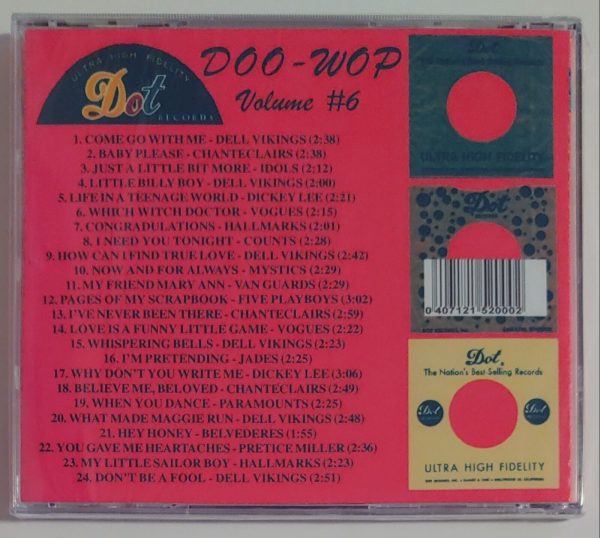 ULTRA HIGH FIDELITY
Dot
RECORDS
DOO-WOP
Volume #6
1. COME GO WITH ME - DELL VIKINGS (2:38)
2. BABY PLEASE - CHANTECLAIRS (2:38)
3. JUST A LITTLE BIT MORE - IDOLS (2:12)
4. LITTLE BILLY BOY - DELL VIKINGS (2:00)
5. LIFE IN A TEENAGE WORLD - DICKEY LEE (2:21)
6. WHICH WITCH DOCTOR - VOGUES (2:15)
7. CONGRADULATIONS - HALLMARKS (2:01)
8. I NEED YOU TONIGHT - COUNTS (2:28)
9. HOW CAN I FIND TRUE LOVE - DELL VIKINGS (2:42)
10. NOW AND FOR ALWAYS - MYSTICS (2:29)
11. MY FRIEND MARY ANN - VAN GUARDS (2:29)
12. PAGES OF MY SCRAPBOOK - FIVE PLAYBOYS (3:02)
13. I'VE NEVER BEEN THERE - CHANTECLAIRS (2:59)
14. LOVE IS A FUNNY LITTLE GAME - VOGUES (2:22)
15. WHISPERING BELLS - DELL VIKINGS (2:23)
16. I'M PRETENDING - JADES (2:25)
17. WHY DON'T YOU WRITE ME - DICKEY LEE (3:06)
18. BELIEVE ME, BELOVED - CHANTECLAIRS (2:49)
19. WHEN YOU DANCE - PARAMOUNTS (2:25)
20. WHAT MADE MAGGIE RUN - DELL VIKINGS (2:48)
21. HEY HONEY - BELVEDERES (1:55)
22. YOU GAVE ME HEARTACHES - PRETICE MILLER (2:36)
23. MY LITTLE SAILOR BOY - HALLMARKS (2:23)
24. DON'T BE A FOOL - DELL VIKINGS (2:51)
Dot
The Nation's Best Selling Records
ULTRA HIGH FIDELITY
Dot
RECORDS
0 407121 520002
Dot
The Nation's Best Selling Records
Dot
Dot
ULTRA HIGH FIDELITY